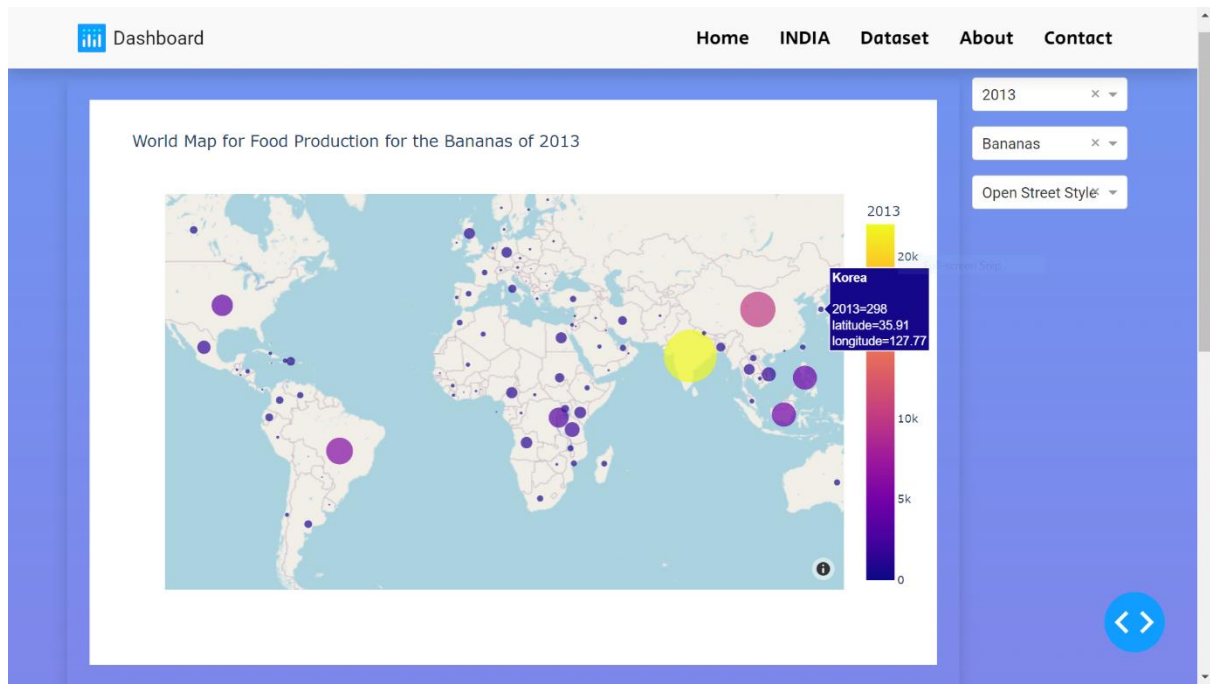 Dashboard
Home INDIA Dataset About Contact
2013
Bananas
Open Street Style
World Map for Food Production for the Bananas of 2013
2013
20k
Korea
2013=298
latitude=35.91
longitude=127.77
10k
5k
0